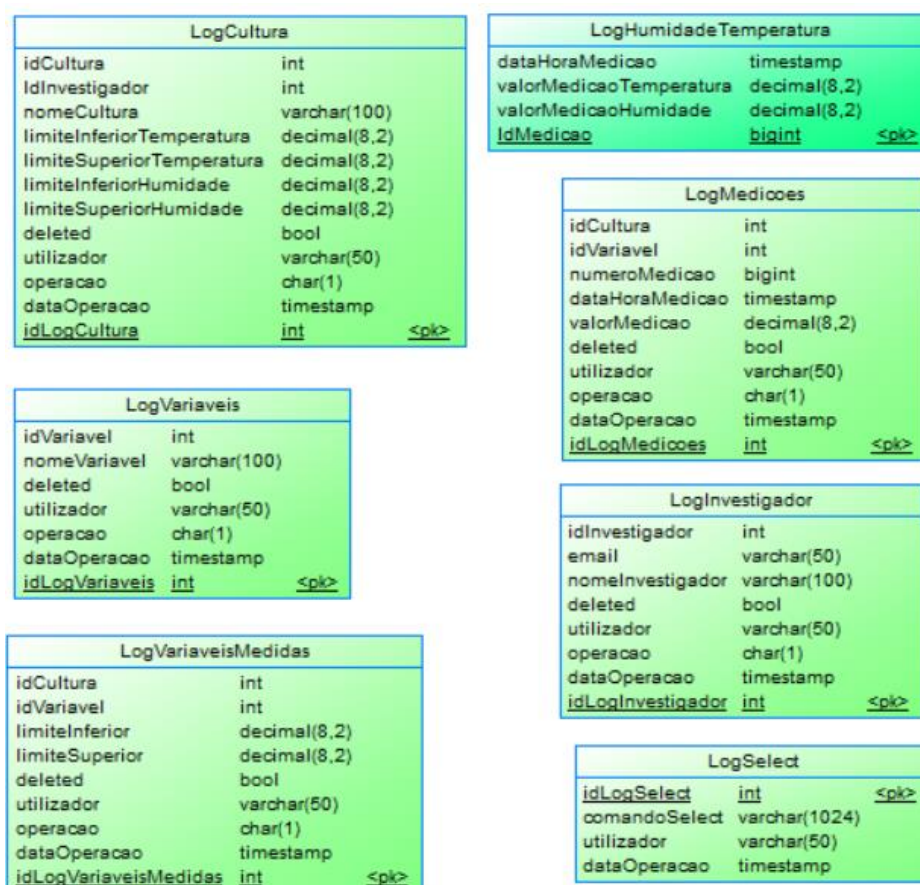 LogCultura
idCultura int
IdInvestigador int
nomeCultura varchar(100)
limiteInferiorTemperatura decimal(8,2)
limiteSuperiorTemperatura decimal(8,2)
limiteInferiorHumidade decimal(8,2)
limiteSuperiorHumidade decimal(8,2)
deleted bool
utilizador varchar(50)
operacao char(1)
dataOperacao timestamp
idLogCultura int <pk>
LogHumidadeTemperatura
dataHoraMedicao timestamp
valorMedicaoTemperatura decimal(8,2)
valorMedicaoHumidade decimal(8,2)
IdMedicao bigint <pk>
LogMedicoes
idCultura int
idVariavel int
numeroMedicao bigint
dataHoraMedicao timestamp
valorMedicao decimal(8,2)
deleted bool
utilizador varchar(50)
operacao char(1)
dataOperacao timestamp
idLogMedicoes int <pk>
LogVariaveis
idVariavel int
nomeVariavel varchar(100)
deleted bool
utilizador varchar(50)
operacao char(1)
dataOperacao timestamp
idLogVariaveis int <pk>
LogInvestigador
idInvestigador int
email varchar(50)
nomeInvestigador varchar(100)
deleted bool
utilizador varchar(50)
operacao char(1)
dataOperacao timestamp
idLogInvestigador int <pk>
LogVariaveisMedidas
idCultura int
idVariavel int
limiteInferior decimal(8,2)
limiteSuperior decimal(8,2)
deleted bool
utilizador varchar(50)
operacao char(1)
dataOperacao timestamp
idLogVariaveisMedidas int <pk>
LogSelect
idLogSelect int <pk>
comandoSelect varchar(1024)
utilizador varchar(50)
dataOperacao timestamp